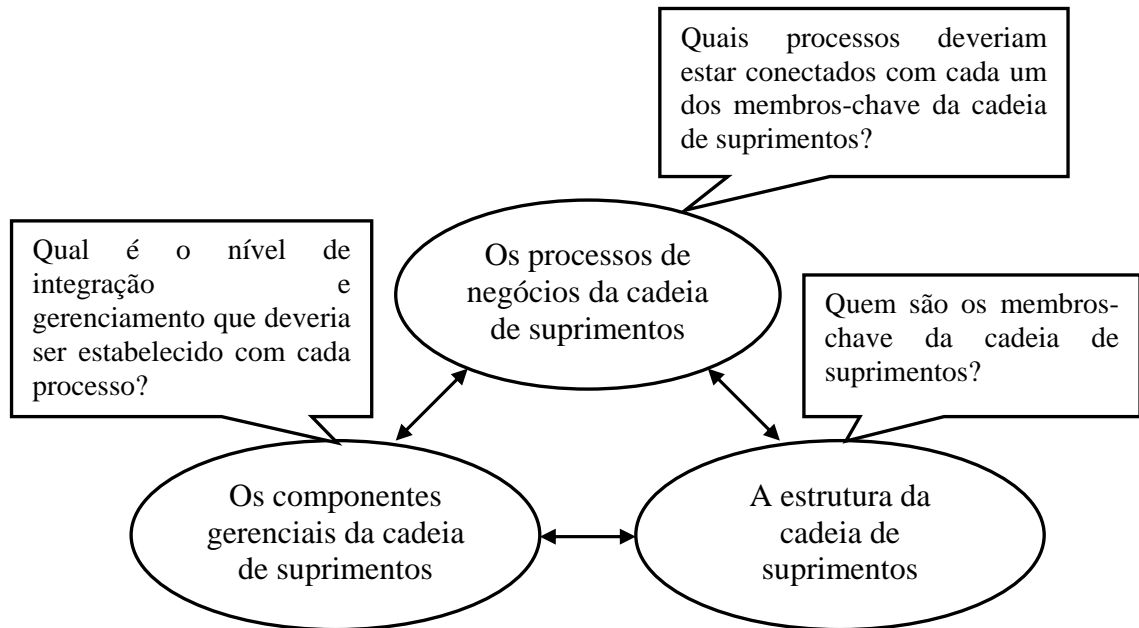 Quais processos deveriam
estar conectados com cada um
dos membros-chave da cadeia
de suprimentos?
Qual é o nível de
integração e
gerenciamento que deveria
ser estabelecido com cada
processo?
Os processos de
negócios da cadeia
de suprimentos
Quem são os membros-
chave da cadeia de
suprimentos?
Os componentes
gerenciais da cadeia
de suprimentos
A estrutura da
cadeia de
suprimentos